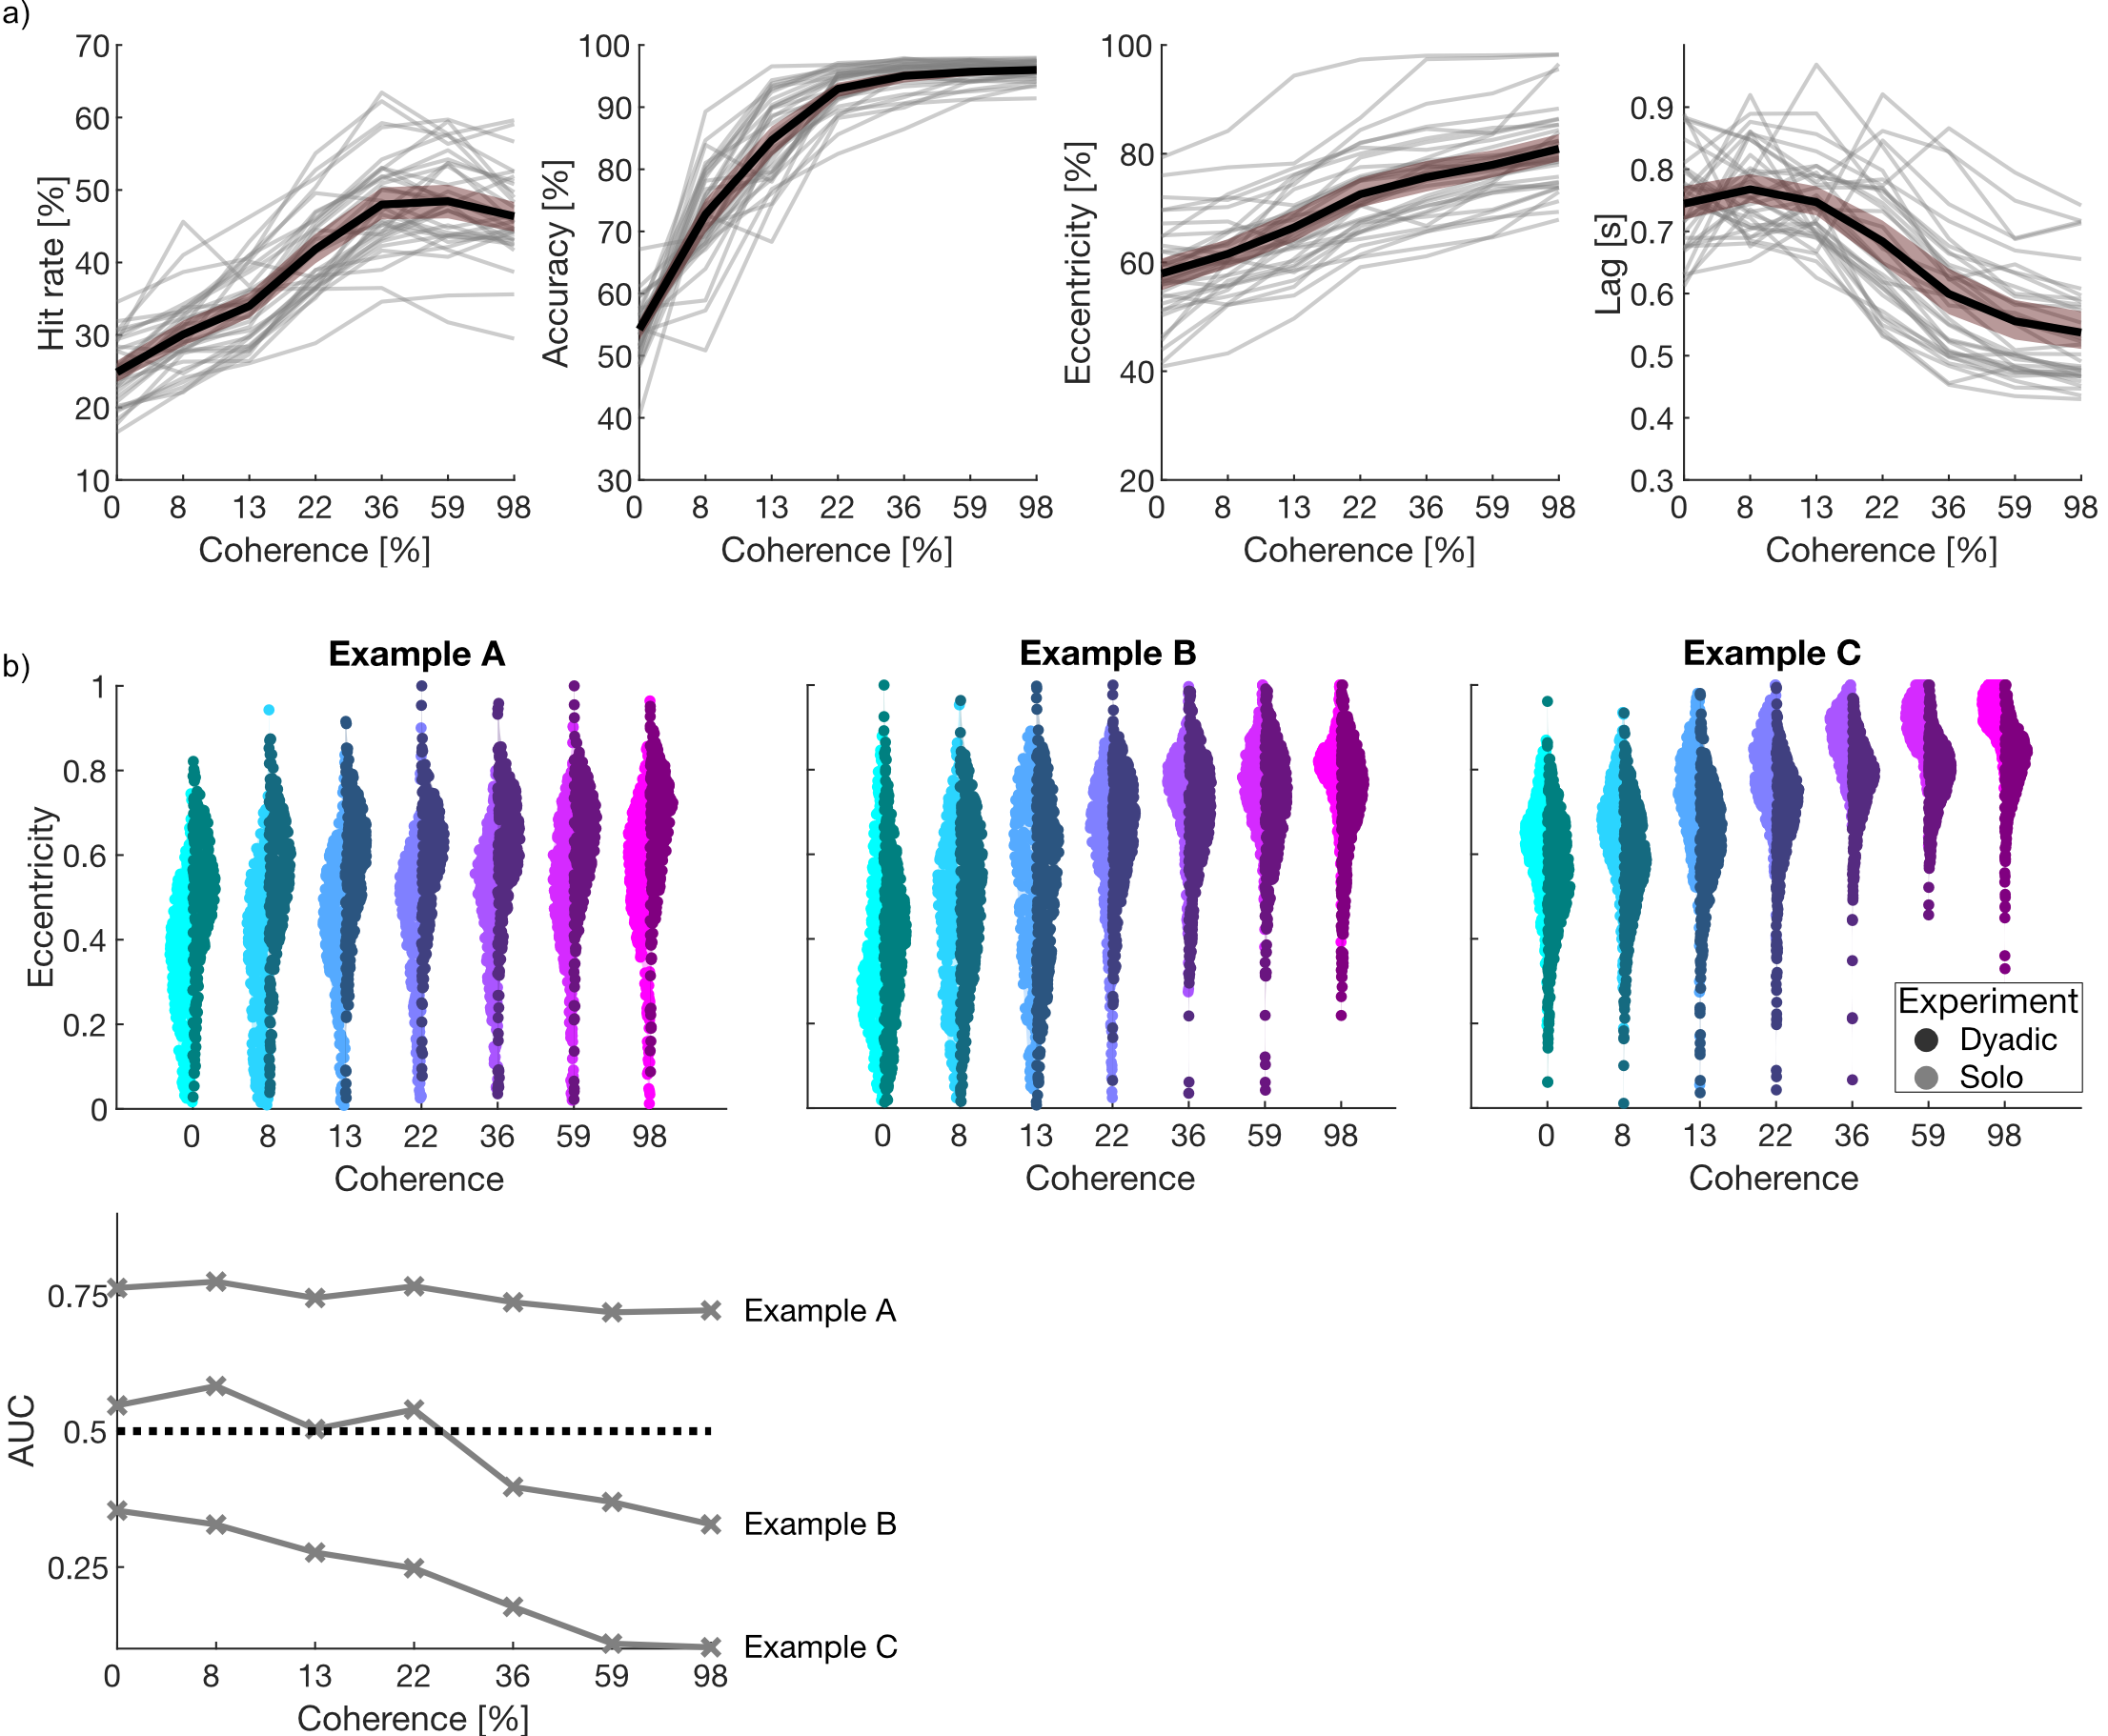 a)
70
60
50
40
30
20
10
Hit rate [%]
0 8 13 22 36 59 98
Coherence [%]
100
90
80
70
60
50
40
30
Accuracy [%]
0 8 13 22 36 59 98
Coherence [%]
100
80
60
40
20
Eccentricity [%]
0 8 13 22 36 59 98
Coherence [%]
0.9
0.8
0.7
0.6
0.5
0.4
0.3
Lag [s]
0 8 13 22 36 59 98
Coherence [%]
b)
Example A
1
0.8
0.6
0.4
0.2
0
Eccentricity
0 8 13 22 36 59 98
Coherence
Example B
0 8 13 22 36 59 98
Coherence
Example C
Experiment
Dyadic
Solo
0 8 13 22 36 59 98
Coherence
0.75
0.5
0.25
AUC
Example A
Example B
Example C
0 8 13 22 36 59 98
Coherence [%]